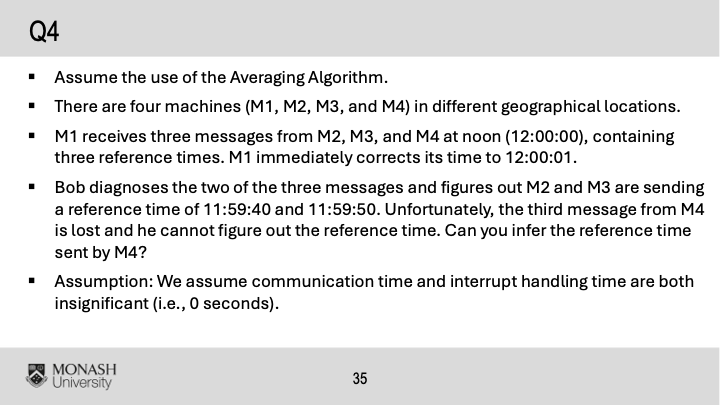 Q4
▪ Assume the use of the Averaging Algorithm.
▪ There are four machines (M1, M2, M3, and M4) in different geographical locations.
▪ M1 receives three messages from M2, M3, and M4 at noon (12:00:00), containing
three reference times. M1 immediately corrects its time to 12:00:01.
▪ Bob diagnoses the two of the three messages and figures out M2 and M3 are sending
a reference time of 11:59:40 and 11:59:50. Unfortunately, the third message from M4
is lost and he cannot figure out the reference time. Can you infer the reference time
sent by M4?
▪ Assumption: We assume communication time and interrupt handling time are both
insignificant (i.e., 0 seconds).
MONASH
University
35